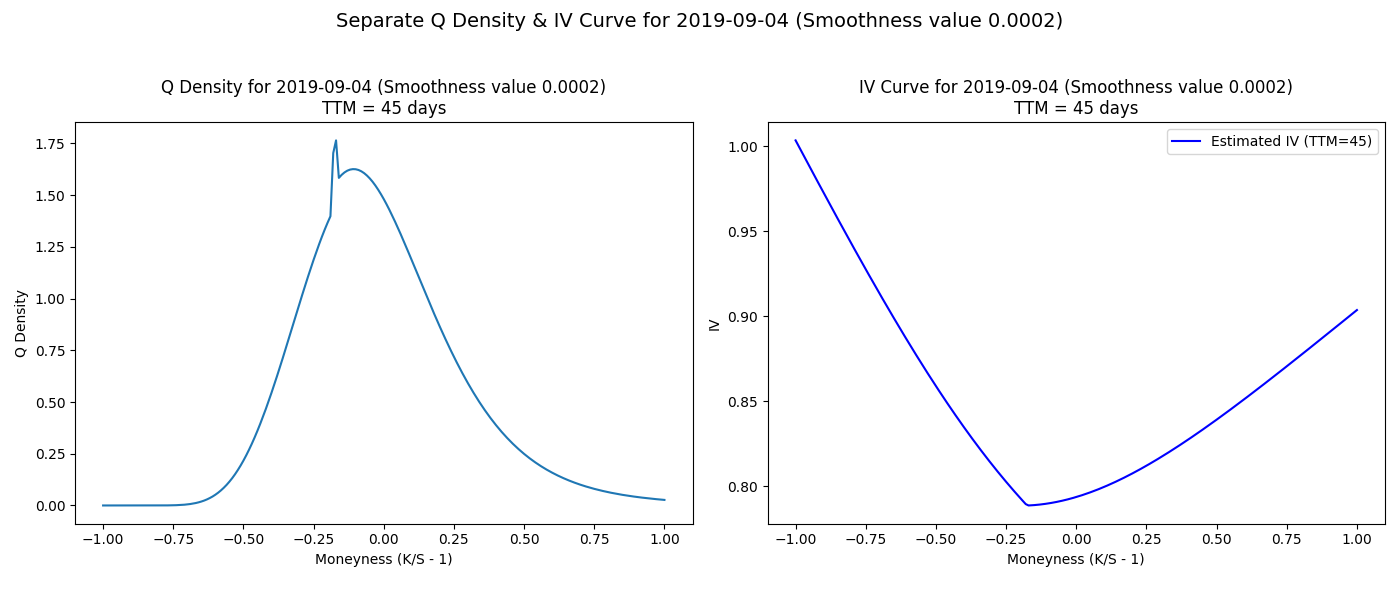 Separate Q Density & IV Curve for 2019-09-04 (Smoothness value 0.0002)
Q Density for 2019-09-04 (Smoothness value 0.0002)
TTM = 45 days
1.75
1.50
1.25
1.00
0.75
0.50
0.25
0.00
Q Density
−1.00 −0.75 −0.50 −0.25 0.00 0.25 0.50 0.75 1.00
Moneyness (K/S - 1)
IV Curve for 2019-09-04 (Smoothness value 0.0002)
TTM = 45 days
Estimated IV (TTM=45)
1.00
0.95
0.90
0.85
0.80
IV
−1.00 −0.75 −0.50 −0.25 0.00 0.25 0.50 0.75 1.00
Moneyness (K/S - 1)